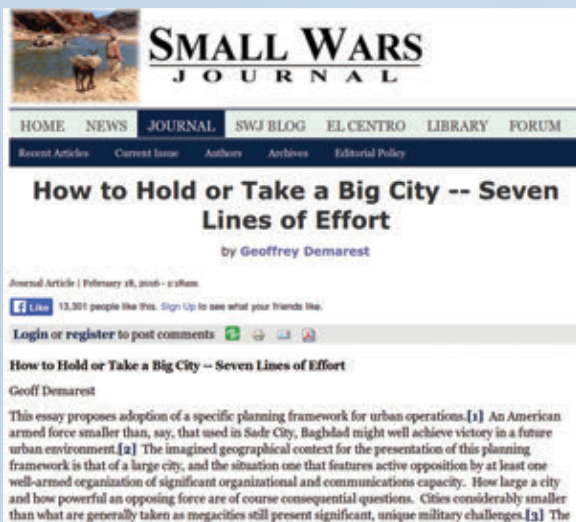 SMALL WARS
JOURNAL
HOME NEWS JOURNAL SWJ BLOG EL CENTRO LIBRARY FORUM
Recent Articles Current Issue Authors Archives Editorial Policy
How to Hold or Take a Big City -- Seven
Lines of Effort
by Geoffrey Demarest
Journal Article | February 18, 2016 - 1:18am
Like 13,301 people like this. Sign Up to see what your friends like.
Login or register to post comments
How to Hold or Take a Big City -- Seven Lines of Effort
Geoff Demarest
This essay proposes adoption of a specific planning framework for urban operations.[1] An American
armed force smaller than, say, that used in Sadr City, Baghdad might well achieve victory in a future
urban environment.[2] The imagined geographical context for the presentation of this planning
framework is that of a large city, and the situation one that features active opposition by at least one
well-armed organization of significant organizational and communications capacity. How large a city
and how powerful an opposing force are of course consequential questions. Cities considerably smaller
than what are generally taken as megacities still present significant, unique military challenges.[3] The